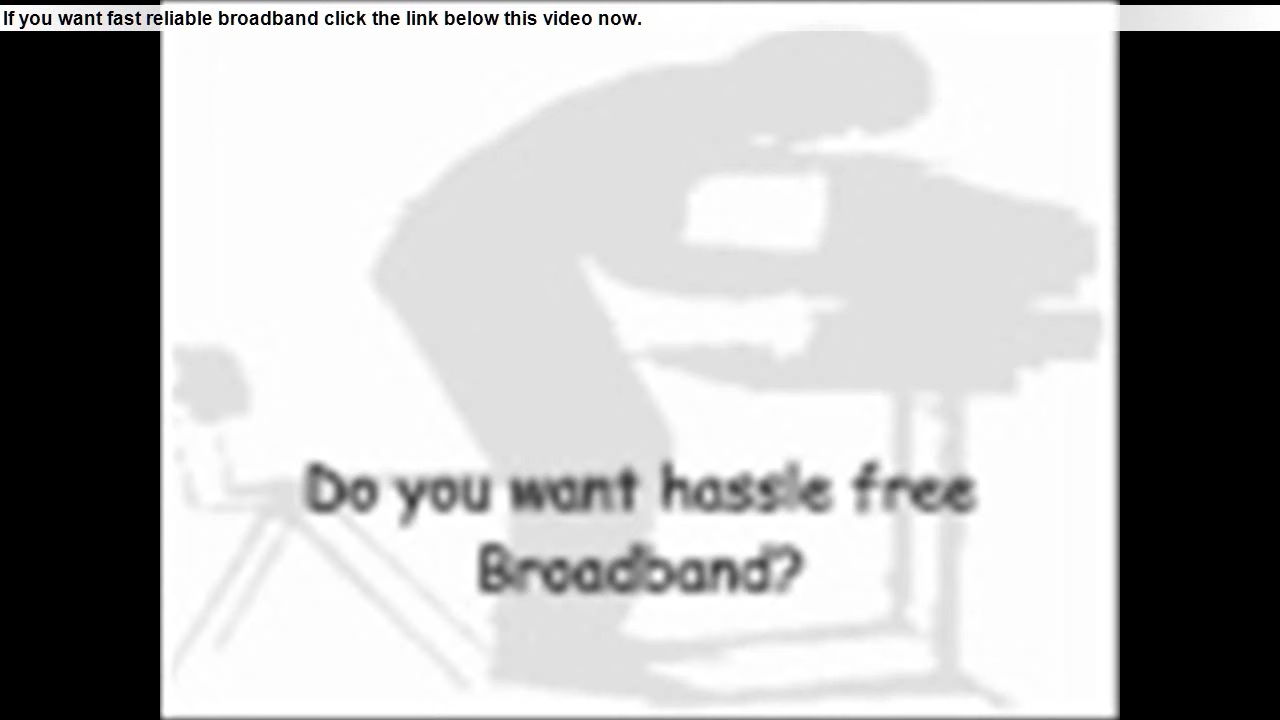 If you want fast reliable broadband click the link below this video now.
Do you want hassle free
Broadband?